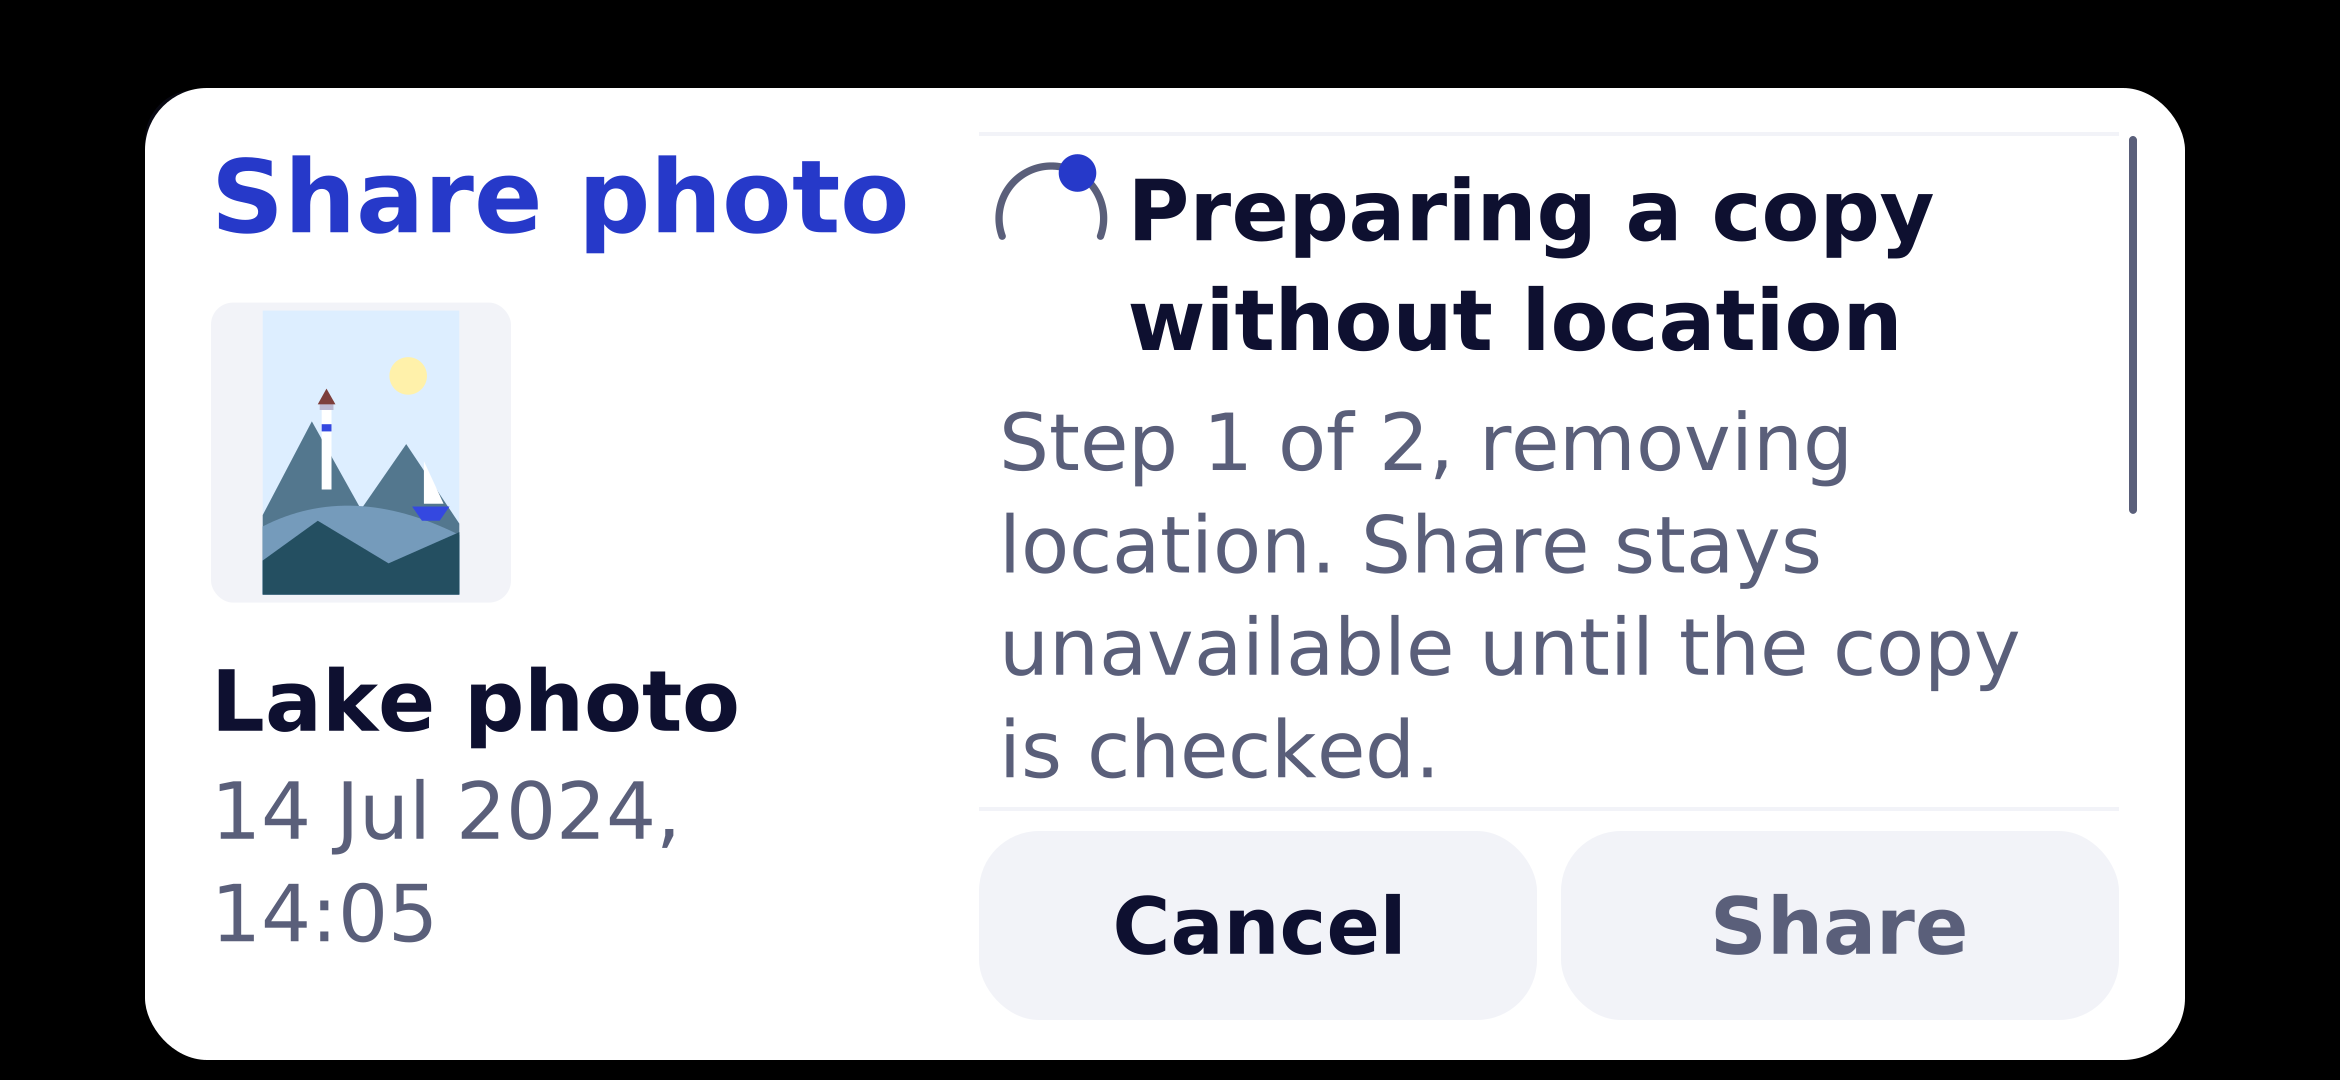 Share photo
Lake photo
14 Jul 2024,
14:05
Preparing a copy
without location
Step 1 of 2, removing
location. Share stays
unavailable until the copy
is checked.
Cancel
Share